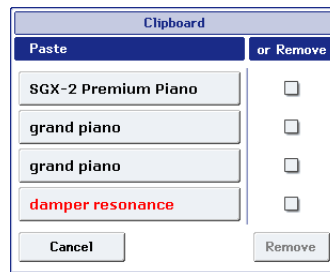 Clipboard
Paste
or Remove
SGX-2 Premium Piano
grand piano
grand piano
damper resonance
Cancel
Remove